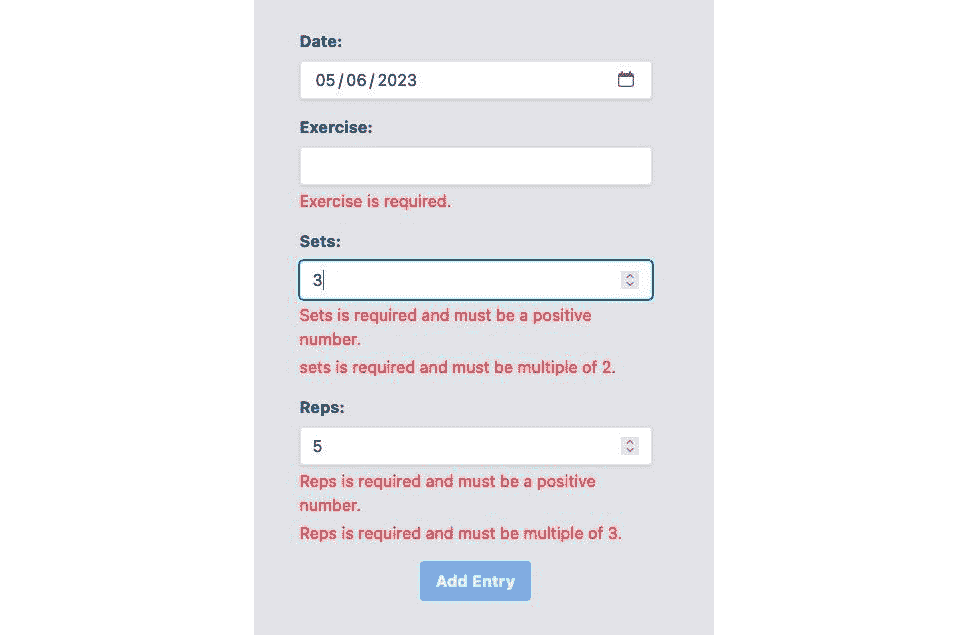 Date:
05/06/2023
Exercise:
Exercise is required.
Sets:
3
Sets is required and must be a positive
number.
sets is required and must be multiple of 2.
Reps:
5
Reps is required and must be a positive
number.
Reps is required and must be multiple of 3.
Add Entry